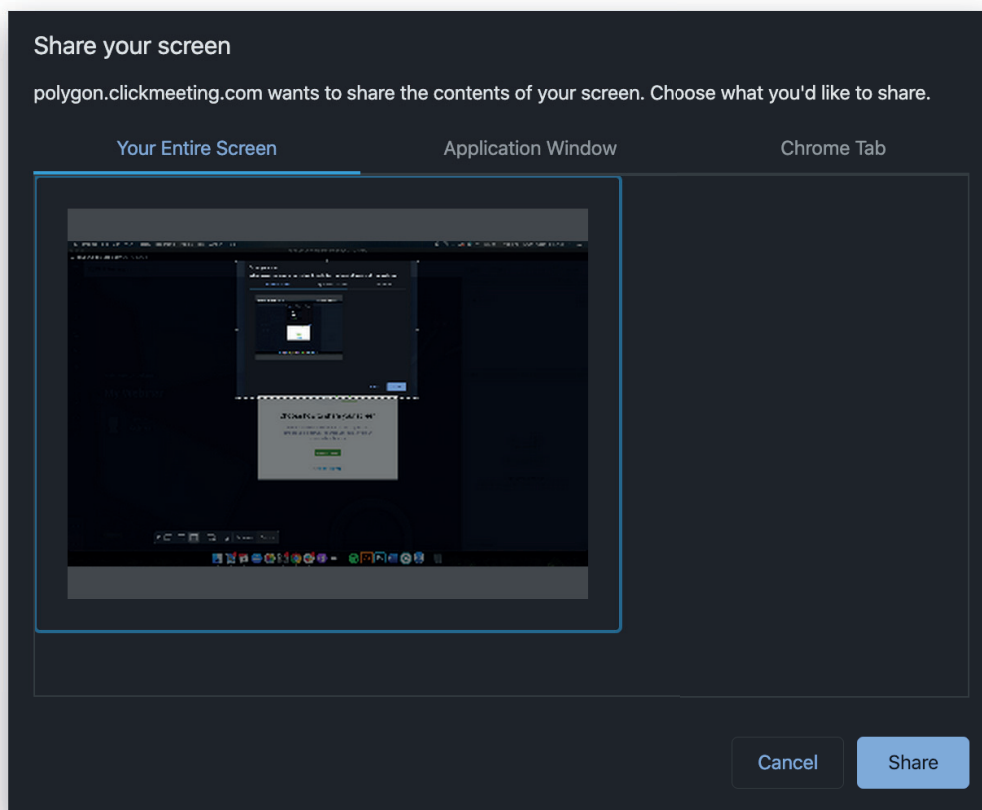 Share your screen
polygon.clickmeeting.com wants to share the contents of your screen. Choose what you'd like to share.
Your Entire Screen
Application Window
Chrome Tab
Cancel
Share